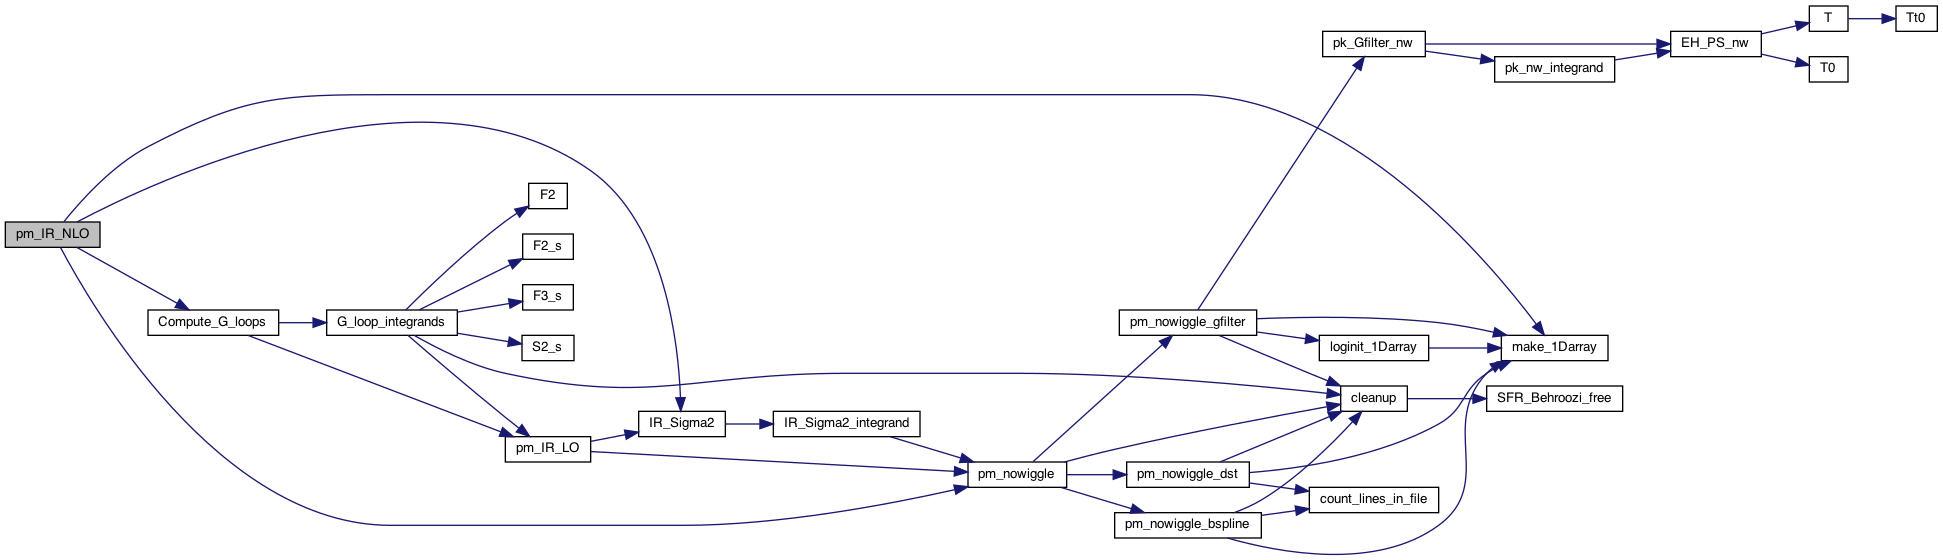 pm_IR_NLO
Compute_G_loops
G_loop_integrands
F2
F2_s
F3_s
S2_s
pm_IR_LO
IR_Sigma2
IR_Sigma2_integrand
pm_nowiggle
pm_nowiggle_gfilter
pm_nowiggle_dst
pm_nowiggle_bspline
pk_Gfilter_nw
pk_nw_integrand
EH_PS_nw
T
Tt0
T0
loginit_1Darray
make_1Darray
cleanup
SFR_Behroozi_free
count_lines_in_file